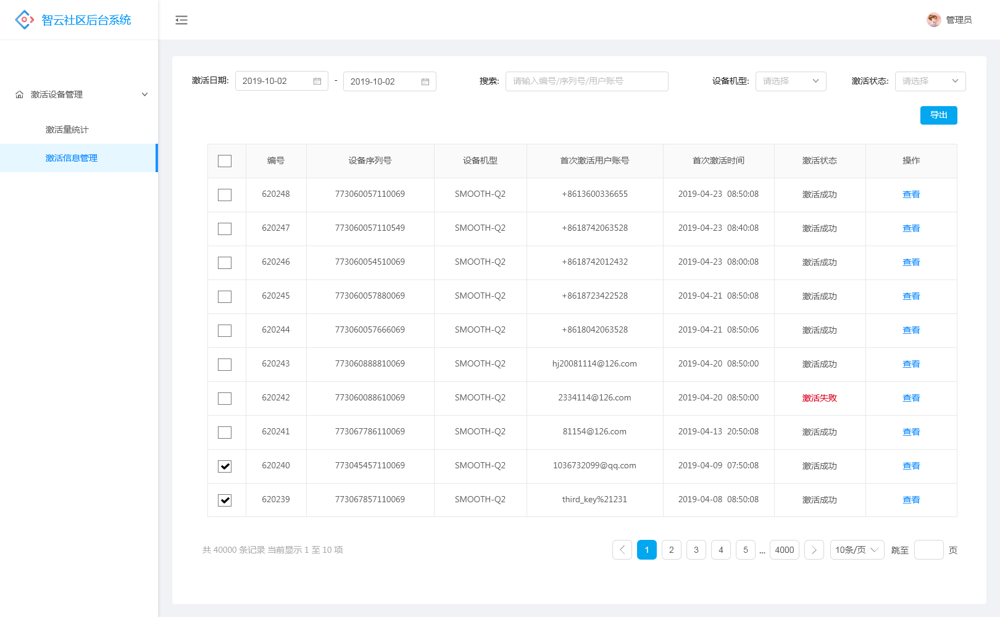 智云社区后台系统
管理员
激活设备管理
激活量统计
激活信息管理
激活日期: 2019-10-02 - 2019-10-02 搜索: 请输入编号/序列号/用户账号 设备机型: 请选择 激活状态: 请选择
导出
编号 设备序列号 设备机型 首次激活用户账号 首次激活时间 激活状态 操作
620248 773060057110069 SMOOTH-Q2 +8613600336655 2019-04-23 08:50:08 激活成功 查看
620247 773060057110549 SMOOTH-Q2 +8618742063528 2019-04-23 08:40:08 激活成功 查看
620246 773060054510069 SMOOTH-Q2 +8618742012432 2019-04-23 08:00:08 激活成功 查看
620245 773060057880069 SMOOTH-Q2 +8618723422528 2019-04-21 08:50:08 激活成功 查看
620244 773060057666069 SMOOTH-Q2 +8618042063528 2019-04-21 08:50:06 激活成功 查看
620243 773060888810069 SMOOTH-Q2 hj20081114@126.com 2019-04-20 08:50:00 激活成功 查看
620242 773060088610069 SMOOTH-Q2 2334114@126.com 2019-04-20 08:50:00 激活失败 查看
620241 773067786110069 SMOOTH-Q2 81154@126.com 2019-04-13 20:50:08 激活成功 查看
620240 773045457110069 SMOOTH-Q2 1036732099@qq.com 2019-04-09 07:50:08 激活成功 查看
620239 773067857110069 SMOOTH-Q2 third_key%21231 2019-04-08 08:50:08 激活成功 查看
共 40000 条记录 当前显示 1 至 10 项 1 2 3 4 5 ... 4000 10条/页 跳至 页